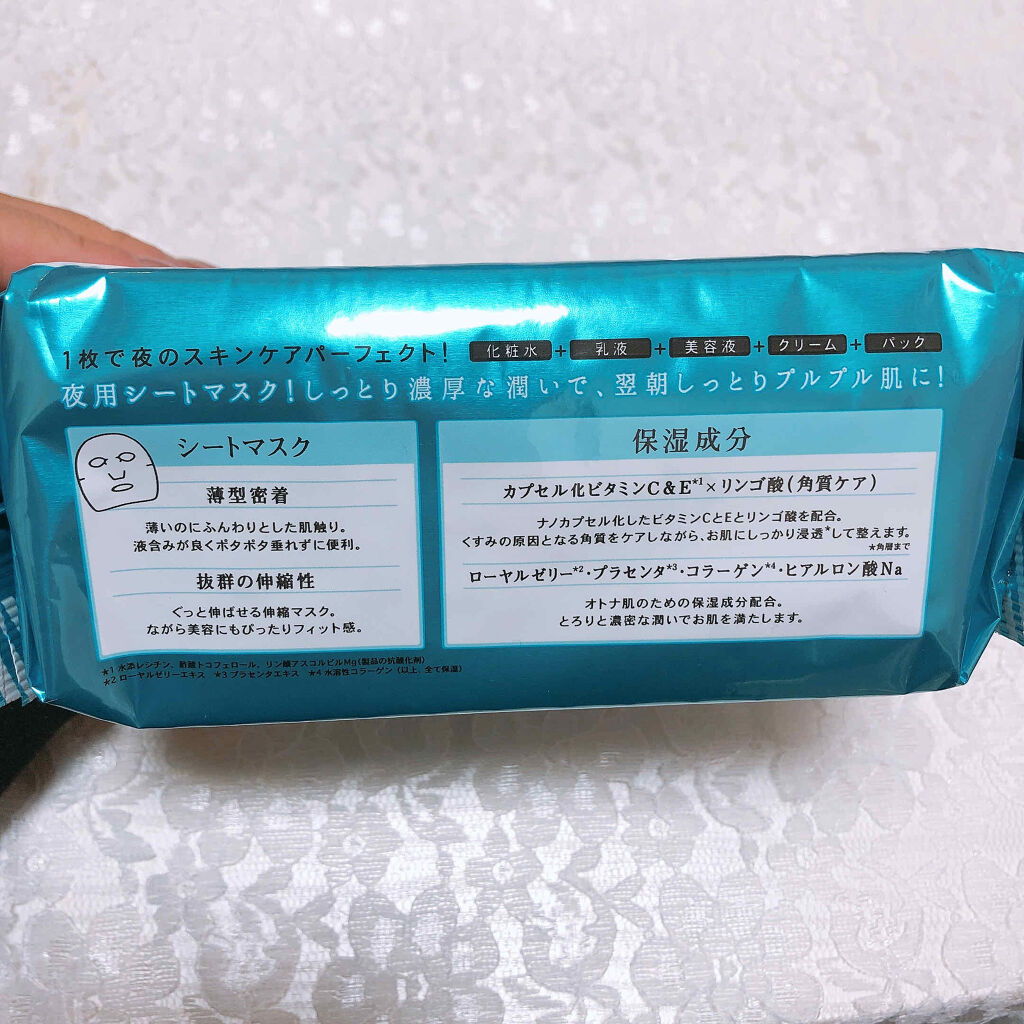 1枚で夜のスキンケアパーフェクト! 化粧水+乳液+美容液+クリーム+パック
夜用シートマスク!しっとり濃厚な潤いで、翌朝しっとりプルプル肌に!
シートマスク
薄型密着
薄いのにふんわりとした肌触り。
液含みが良くポタポタ垂れずに便利。
抜群の伸縮性
ぐっと伸ばせる伸縮マスク。
ながら美容にもぴったりフィット感。
保湿成分
カプセル化ビタミンC&E*1×リンゴ酸(角質ケア)
ナノカプセル化したビタミンCとEとリンゴ酸を配合。
くすみの原因となる角質をケアしながら、お肌にしっかり浸透*して整えます。
★角層まで
ローヤルゼリー*2・プラセンタ*3・コラーゲン*4・ヒアルロン酸Na
オトナ肌のための保湿成分配合。
とろりと濃密な潤いでお肌を満たします。
★1 水添レシチン、酢酸トコフェロール、リン酸アスコルビルMg(製品の抗酸化剤)
★2 ローヤルゼリーエキス ★3 プラセンタエキス ★4 水溶性コラーゲン(以上、全て保湿)